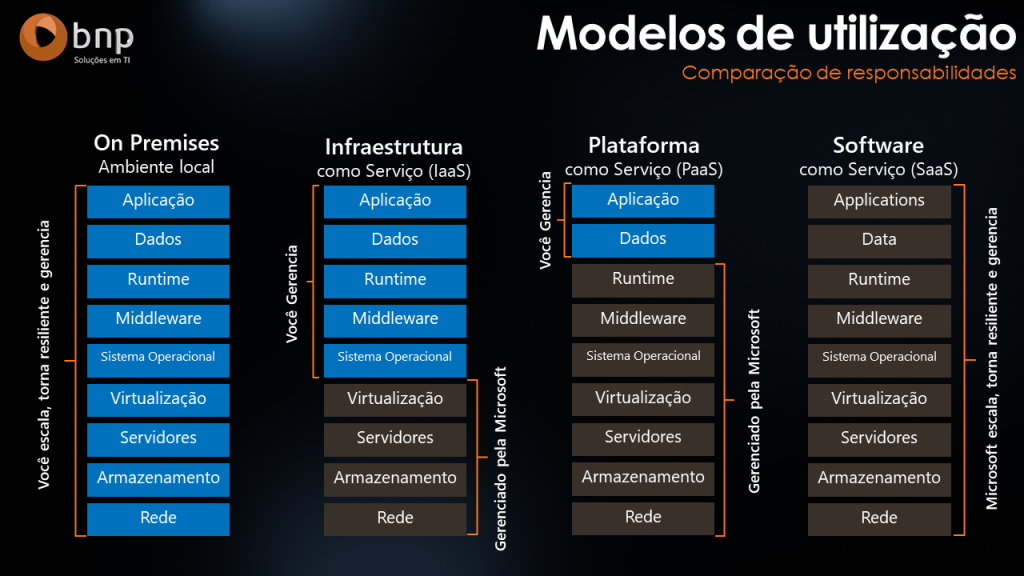 bnp
Soluções em TI
Modelos de utilização
Comparação de responsabilidades
On Premises
Ambiente local
Você escala, torna resiliente e gerencia
Aplicação
Dados
Runtime
Middleware
Sistema Operacional
Virtualização
Servidores
Armazenamento
Rede
Infraestrutura
como Serviço (IaaS)
Você Gerencia
Aplicação
Dados
Runtime
Middleware
Sistema Operacional
Virtualização
Servidores
Armazenamento
Rede
Gerenciado pela Microsoft
Plataforma
como Serviço (PaaS)
Você Gerencia
Aplicação
Dados
Runtime
Middleware
Sistema Operacional
Virtualização
Servidores
Armazenamento
Rede
Gerenciado pela Microsoft
Software
como Serviço (SaaS)
Applications
Data
Runtime
Middleware
Sistema Operacional
Virtualização
Servidores
Armazenamento
Rede
Microsoft escala, torna resiliente e gerencia